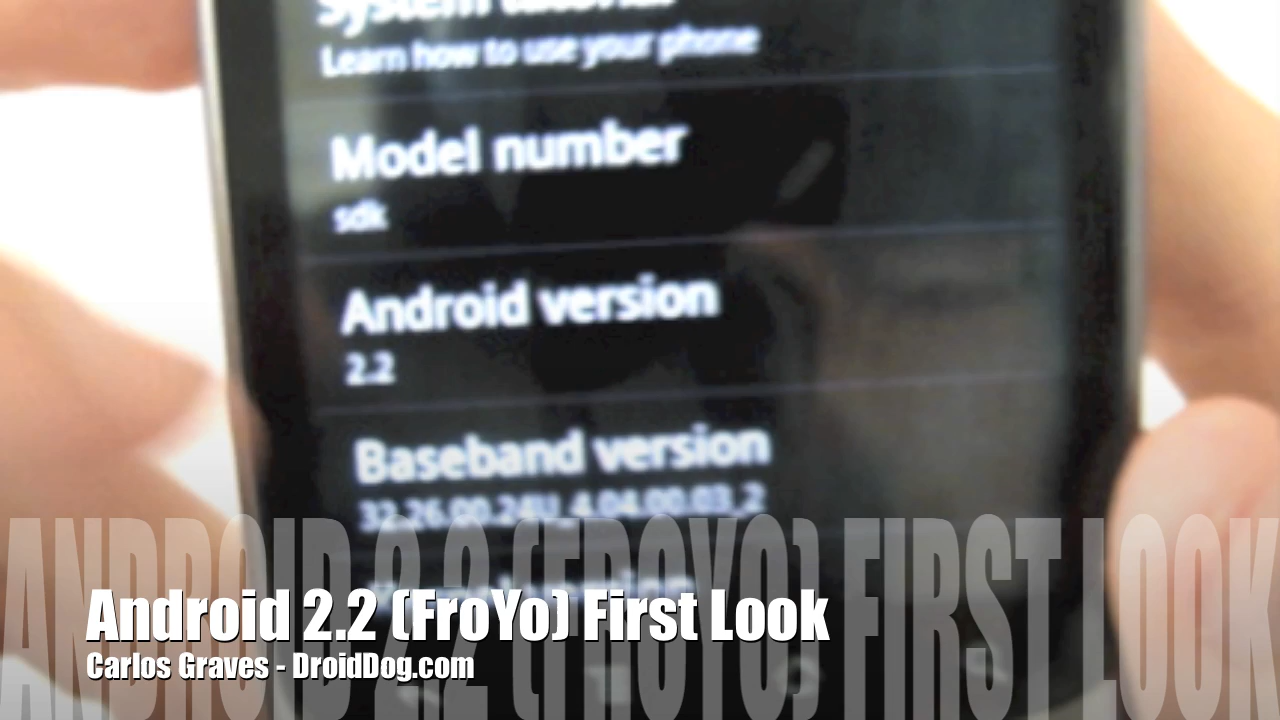 System tutorial
Learn how to use your phone
Model number
sdk
Android version
2.2
Baseband version
32.26.00.24U_4.04.00.03_2
ANDROID 2.2 (FROYO) FIRST LOOK
Android 2.2 (FroYo) First Look
Carlos Graves - DroidDog.com